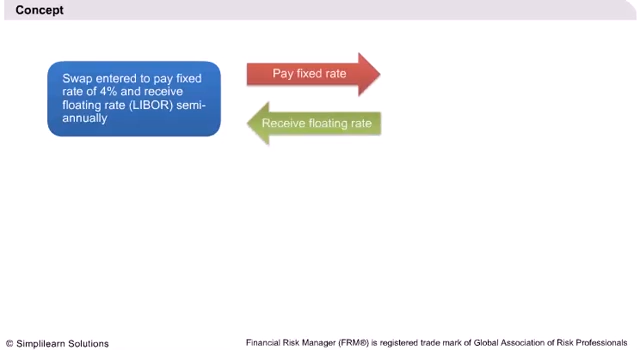 Concept
Swap entered to pay fixed
rate of 4% and receive
floating rate (LIBOR) semi-
annually
Pay fixed rate
Receive floating rate
© Simplilearn Solutions
Financial Risk Manager (FRM®) is registered trade mark of Global Association of Risk Professionals